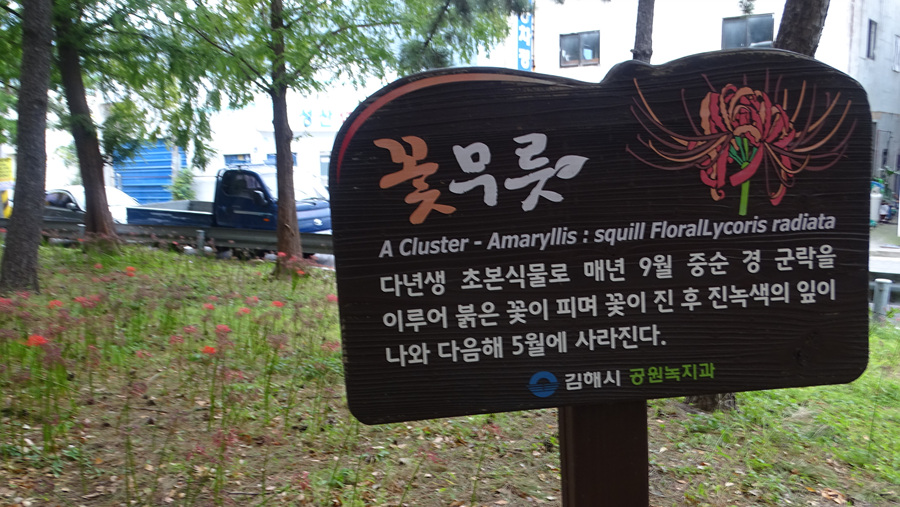 꽃무릇
A Cluster - Amaryllis : squill FloralLycoris radiata
다년생 초본식물로 매년 9월 중순 경 군락을
이루어 붉은 꽃이 피며 꽃이 진 후 진녹색의 잎이
나와 다음해 5월에 사라진다.
김해시 공원녹지과